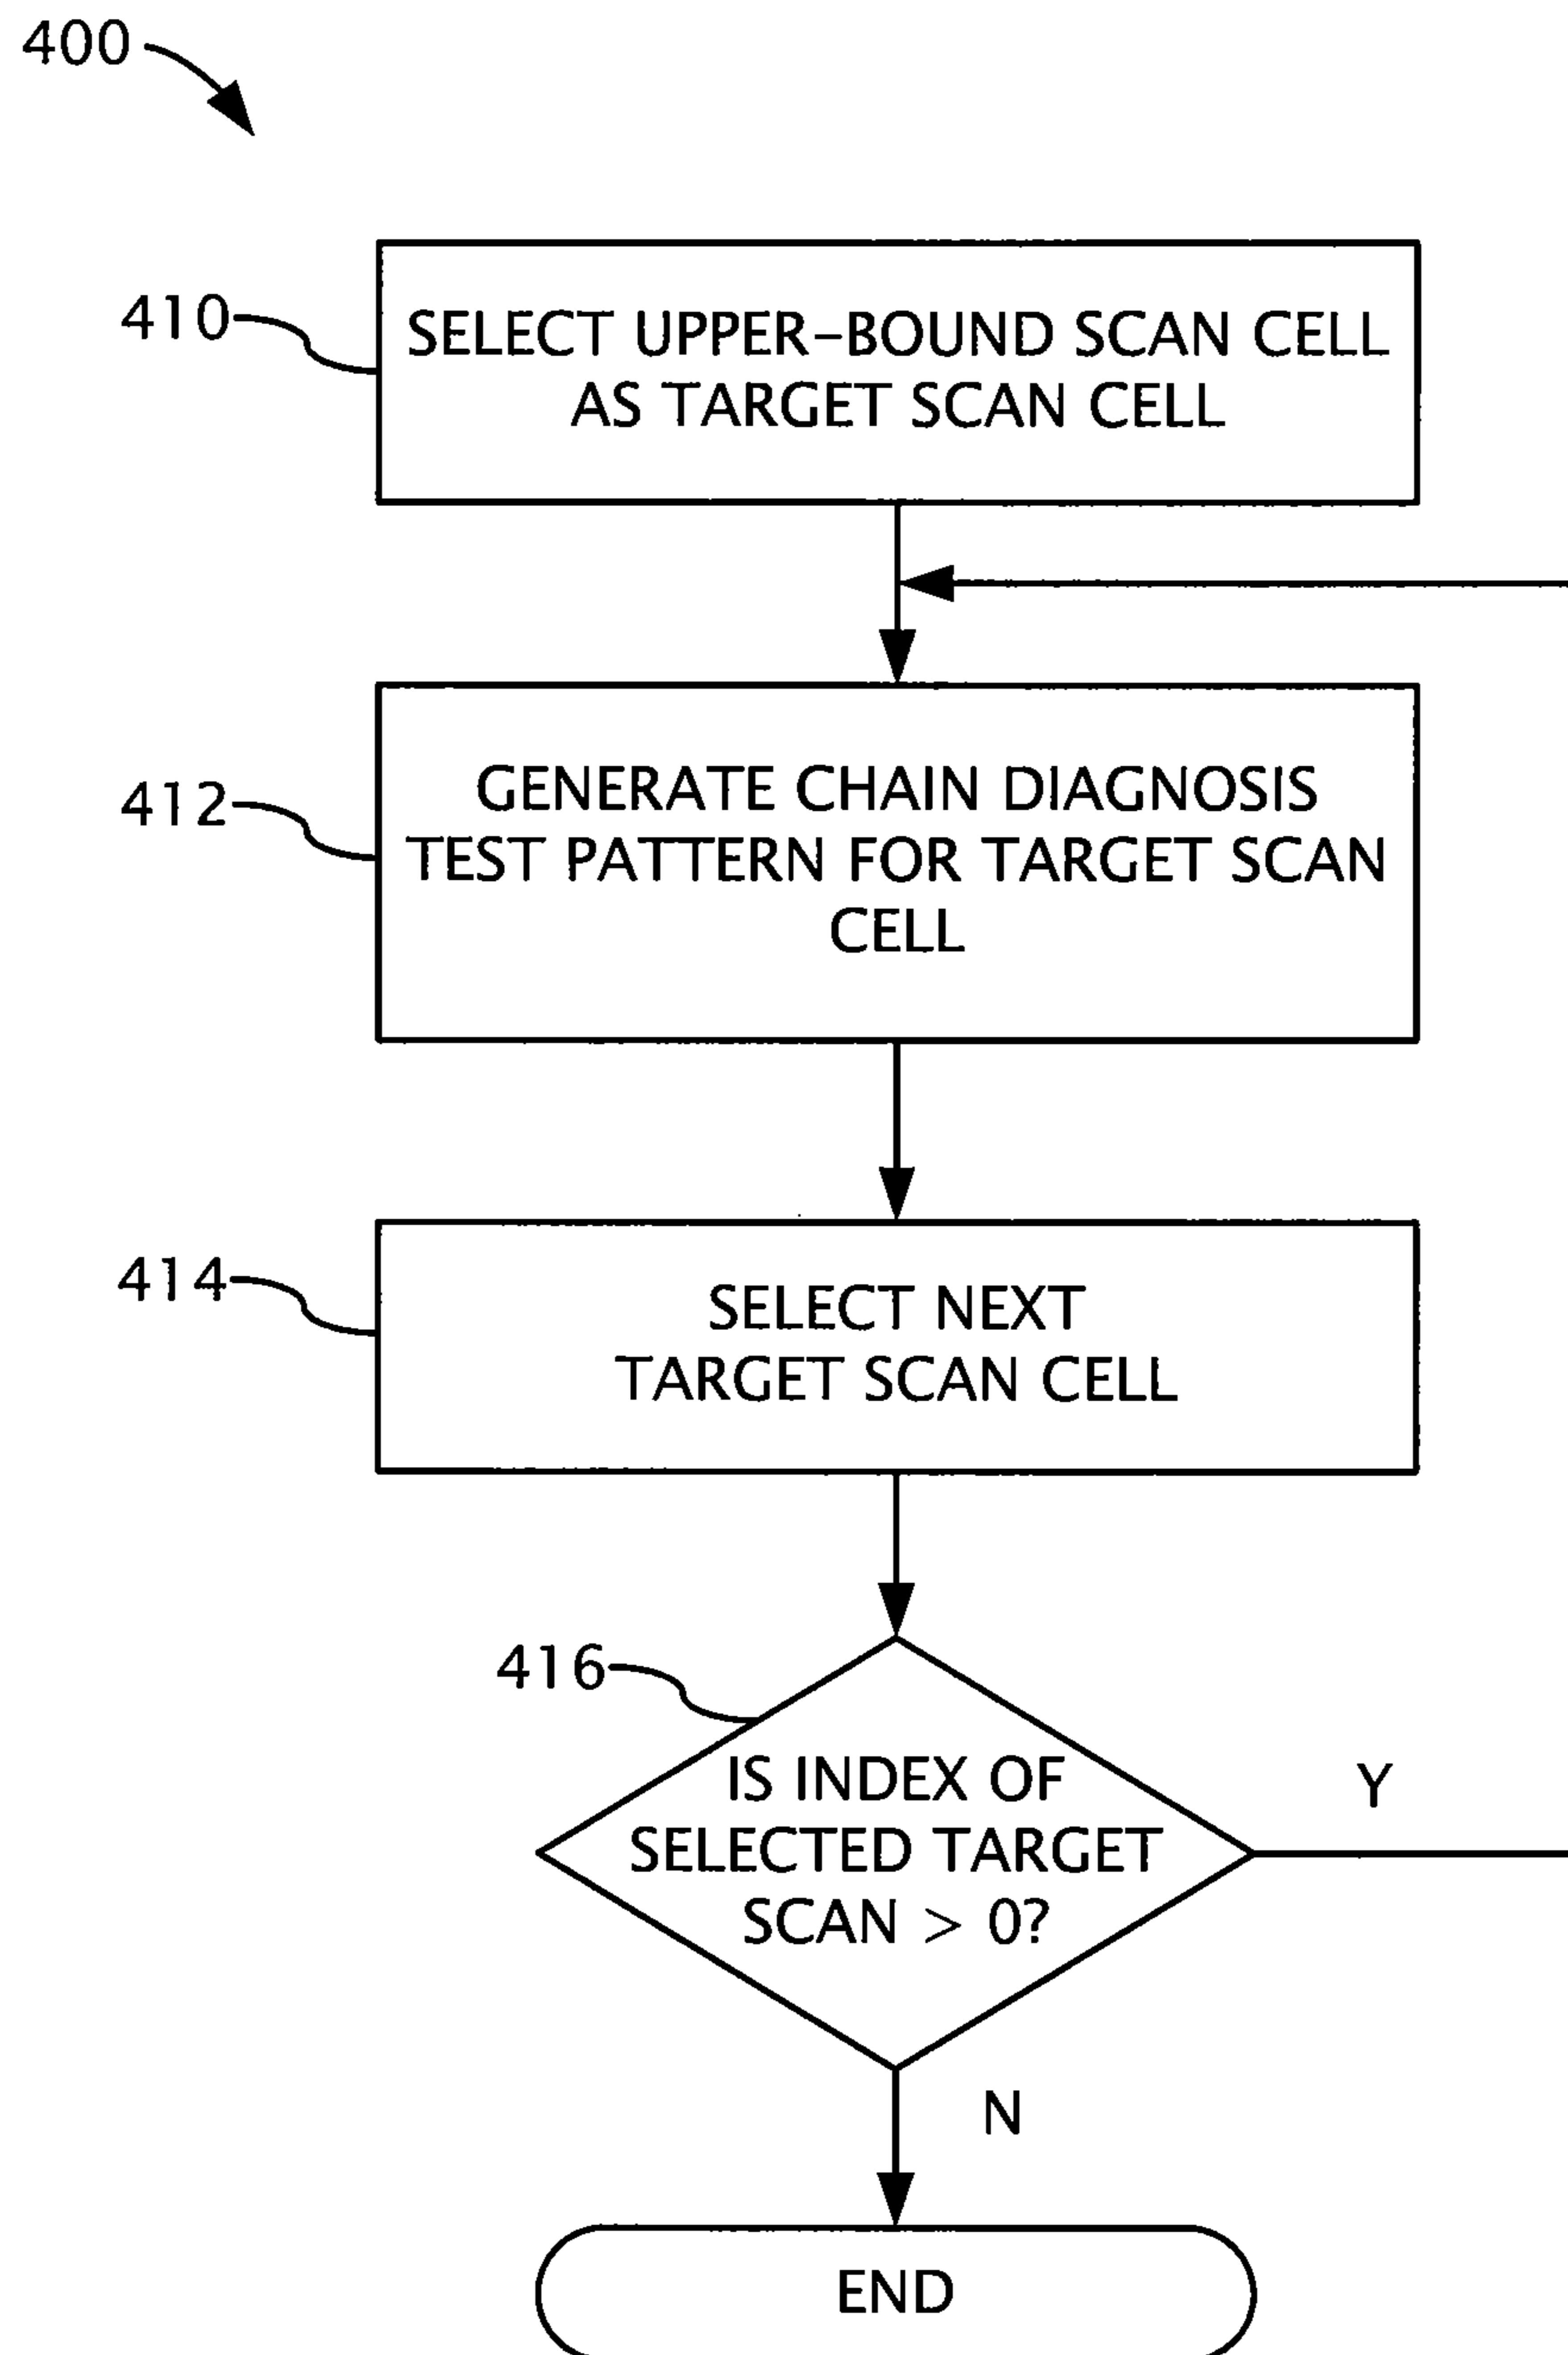 400
410
SELECT UPPER-BOUND SCAN CELL
AS TARGET SCAN CELL
412
GENERATE CHAIN DIAGNOSIS
TEST PATTERN FOR TARGET SCAN
CELL
414
SELECT NEXT
TARGET SCAN CELL
416
IS INDEX OF
SELECTED TARGET
SCAN > 0?
Y
N
END